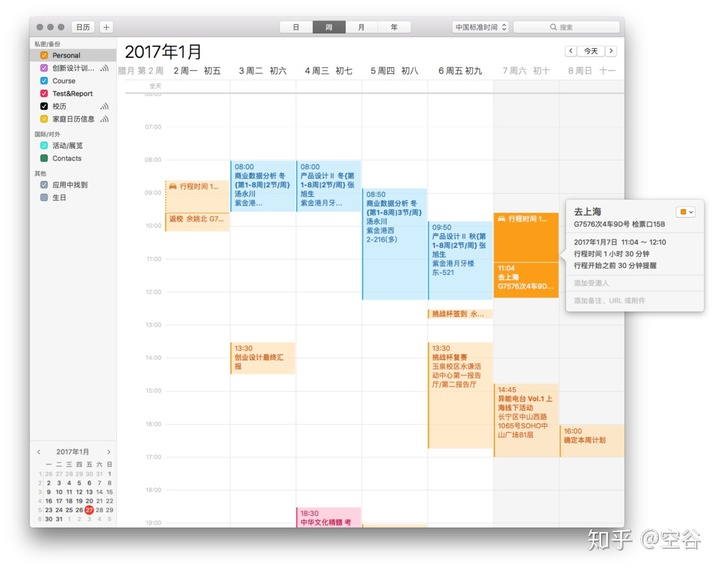 日历
+
日
周
月
年
中国标准时间
搜索
私密/备份
Personal
创新设计训...
Course
Test&Report
校历
家庭日历信息
国际/对外
活动/展览
Contacts
其他
应用中找到
生日
2017年1月
今天
腊月 第 2 周
2 周一 初五
3 周二 初六
4 周三 初七
5 周四 初八
6 周五 初九
7 周六 初十
8 周日 十一
全天
07:00
08:00
09:00
10:00
11:00
12:00
13:00
14:00
15:00
16:00
17:00
18:00
19:00
行程时间 1...
返校 余姚北 G7...
08:00
商业数据分析 冬
{第1-8周|2节/周}
汤永川
紫金港...
13:30
创业设计最终汇
报
08:00
产品设计 II 冬{第
1-8周|2节/周} 张
旭生
紫金港月牙...
18:30
中华文化精髓 考
08:50
商业数据分析 冬
{第1-8周|3节/周}
汤永川
紫金港西
2-216(多)
09:50
产品设计 II 秋{第
1-8周|2节/周} 张
旭生
紫金港月牙楼
东-521
挑战杯签到 永...
13:30
挑战杯复赛
玉泉校区永谦活
动中心第一报告
厅/第二报告厅
行程时间 1...
11:04
去上海
G7576次4车9D...
14:45
异能电台 Vol.1 上
海线下活动
长宁区中山西路
1065号SOHO中
山广场B1层
16:00
确定本周计划
去上海
G7576次4车9D号 检票口15B
2017年1月7日 11:04 ～ 12:10
行程时间 1 小时 30 分钟
行程开始之前 30 分钟提醒
添加受邀人
添加备注、URL 或附件
2017年1月
一 二 三 四 五 六 日
1 26 27 28 29 30 31 1
2 2 3 4 5 6 7 8
3 9 10 11 12 13 14 15
4 16 17 18 19 20 21 22
5 23 24 25 26 27 28 29
6 30 31 1 2 3 4 5
知乎 @空谷